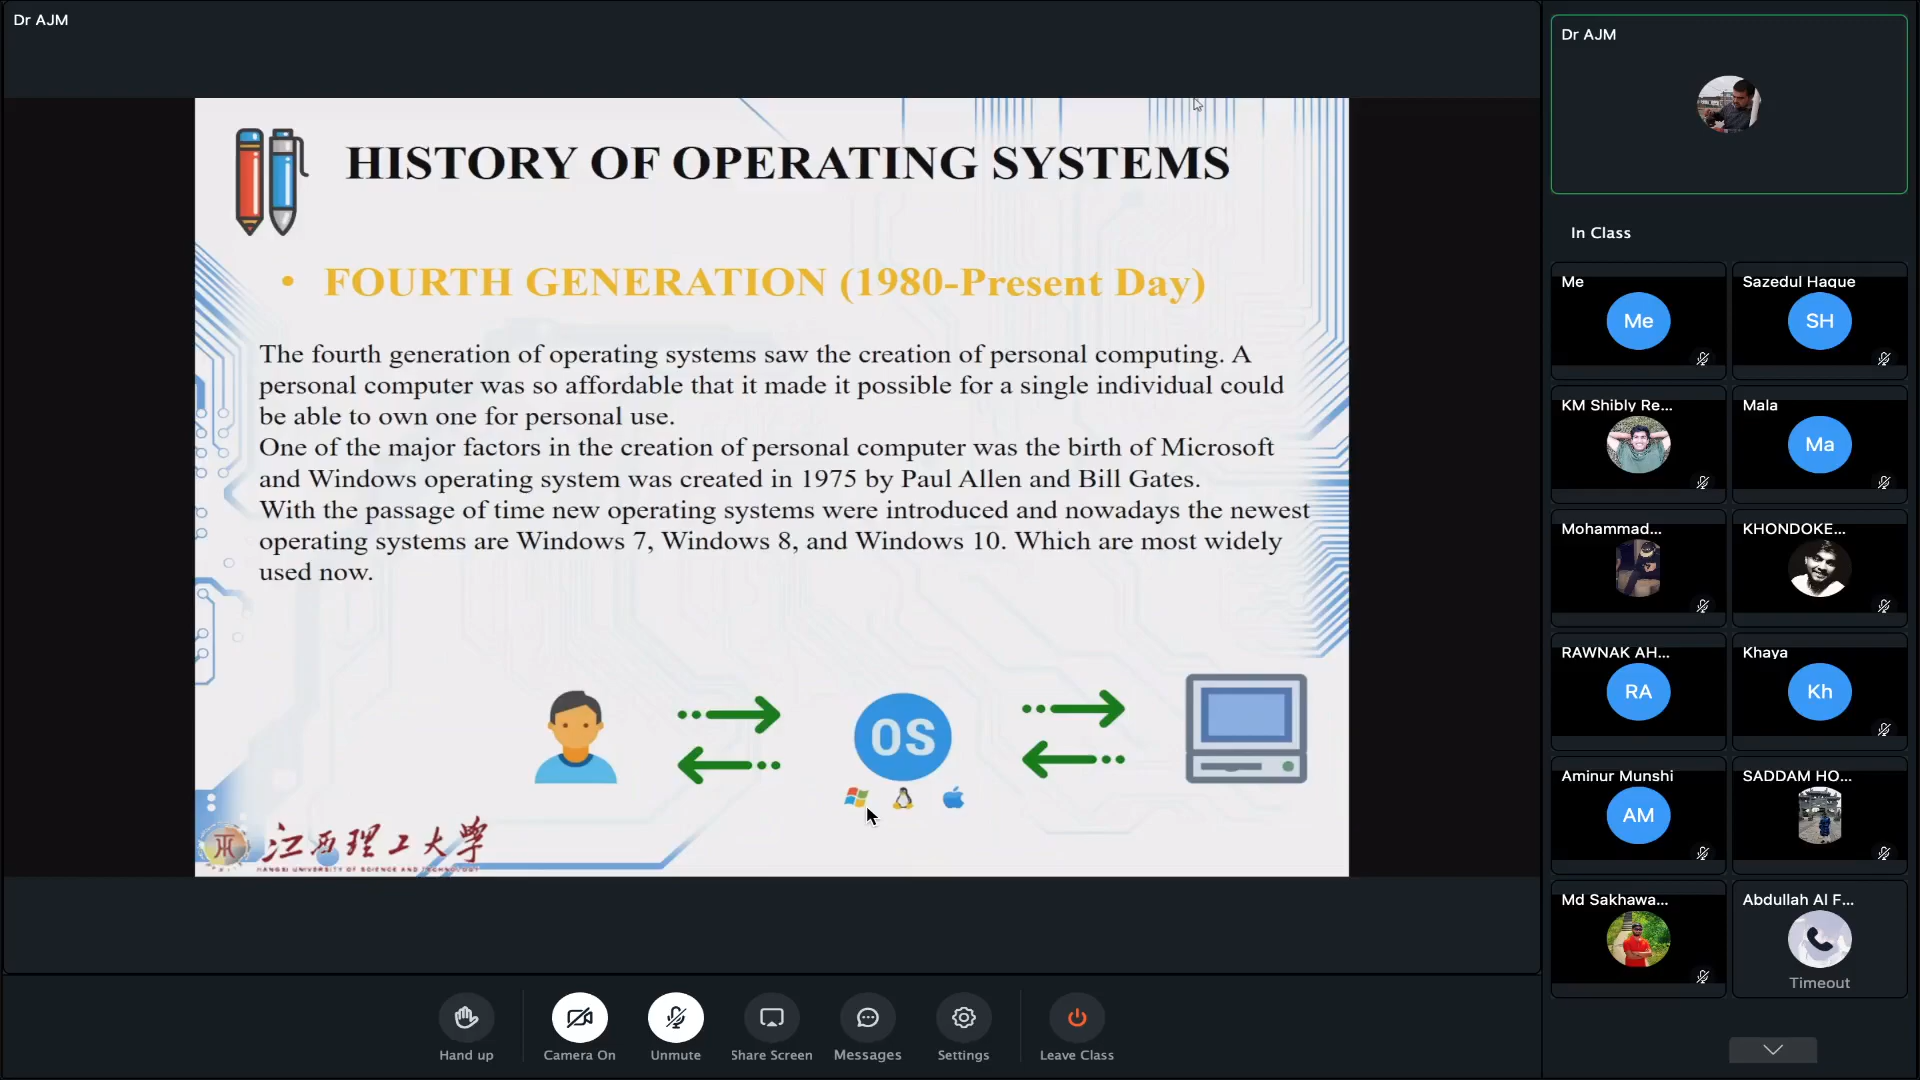 Dr AJM
HISTORY OF OPERATING SYSTEMS
• FOURTH GENERATION (1980-Present Day)
The fourth generation of operating systems saw the creation of personal computing. A
personal computer was so affordable that it made it possible for a single individual could
be able to own one for personal use.
One of the major factors in the creation of personal computer was the birth of Microsoft
and Windows operating system was created in 1975 by Paul Allen and Bill Gates.
With the passage of time new operating systems were introduced and nowadays the newest
operating systems are Windows 7, Windows 8, and Windows 10. Which are most widely
used now.
OS
江西理工大学
JIANGXI UNIVERSITY OF SCIENCE AND TECHNOLOGY
Hand up
Camera On
Unmute
Share Screen
Messages
Settings
Leave Class
Dr AJM
In Class
Me
Me
Sazedul Haque
SH
KM Shibly Re...
Mala
Ma
Mohammad...
KHONDOKE...
RAWNAK AH...
RA
Khaya
Kh
Aminur Munshi
AM
SADDAM HO...
Md Sakhawa...
Abdullah Al F...
Timeout